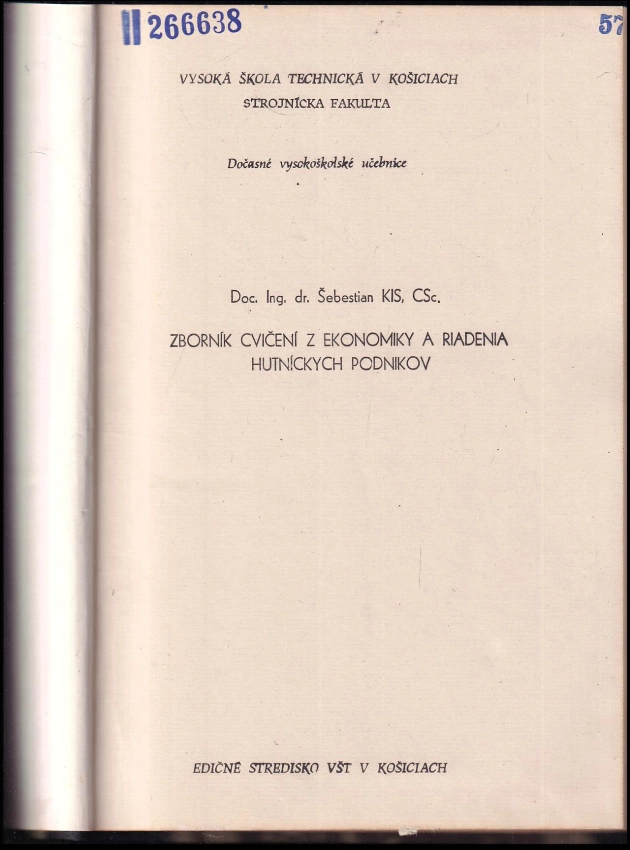 II 266638
57
VYSOKÁ ŠKOLA TECHNICKÁ V KOŠICIACH
STROJNÍCKA FAKULTA
Dočasné vysokoškolské učebnice
Doc. Ing. dr. Šebestian KIS, CSc.
ZBORNÍK CVIČENÍ Z EKONOMIKY A RIADENIA
HUTNÍCKYCH PODNIKOV
EDIČNÉ STREDISKO VŠT V KOŠICIACH